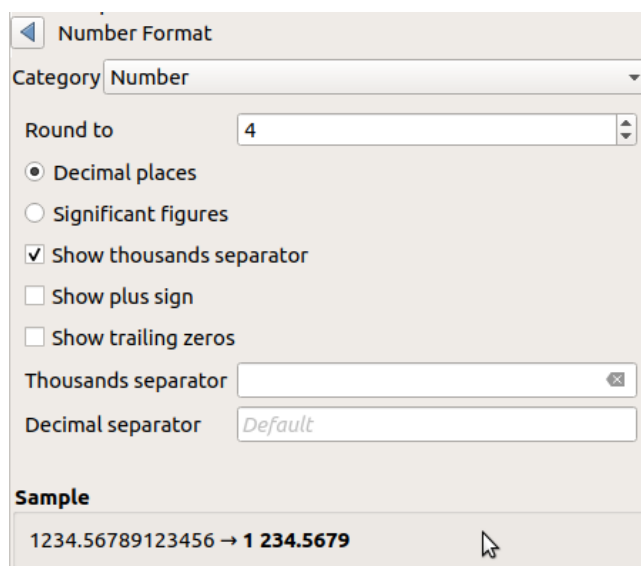 Number Format
Category Number
Round to 4
Decimal places
Significant figures
Show thousands separator
Show plus sign
Show trailing zeros
Thousands separator
Decimal separator Default
Sample
1234.56789123456 → 1 234.5679